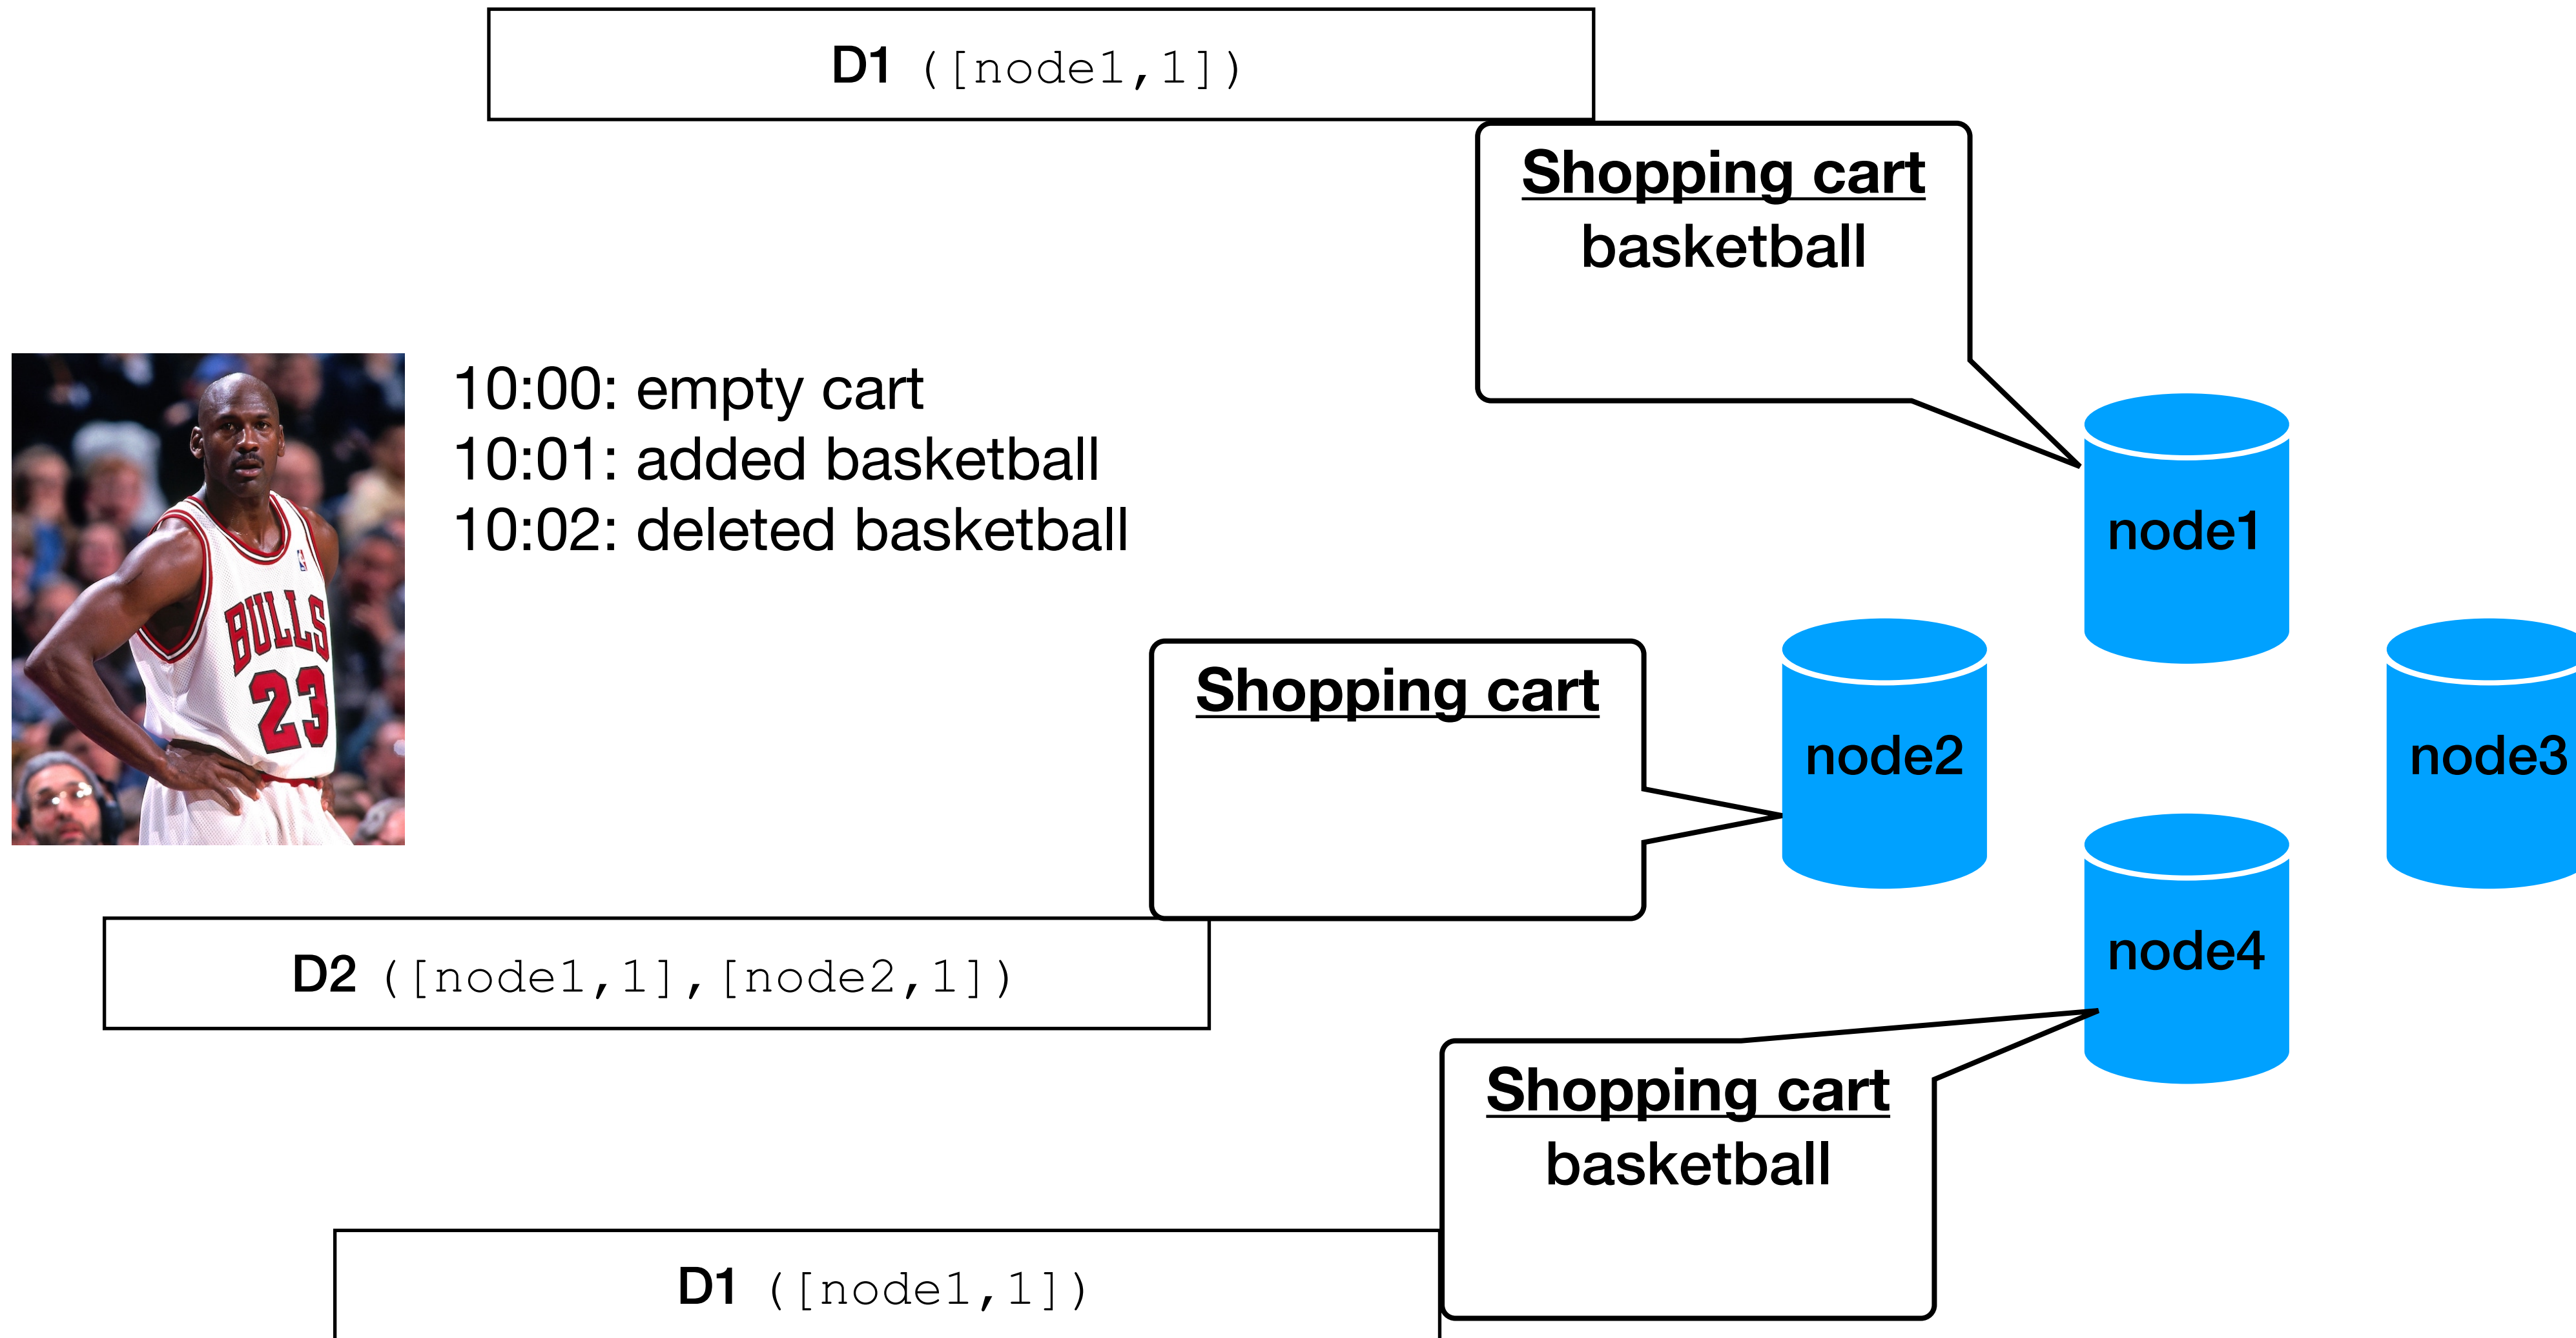 D1 ([node1,1])
Shopping cart
basketball
10:00: empty cart
10:01: added basketball
10:02: deleted basketball
BULLS
23
node1
Shopping cart
node2
node3
D2 ([node1,1],[node2,1])
node4
Shopping cart
basketball
D1 ([node1,1])